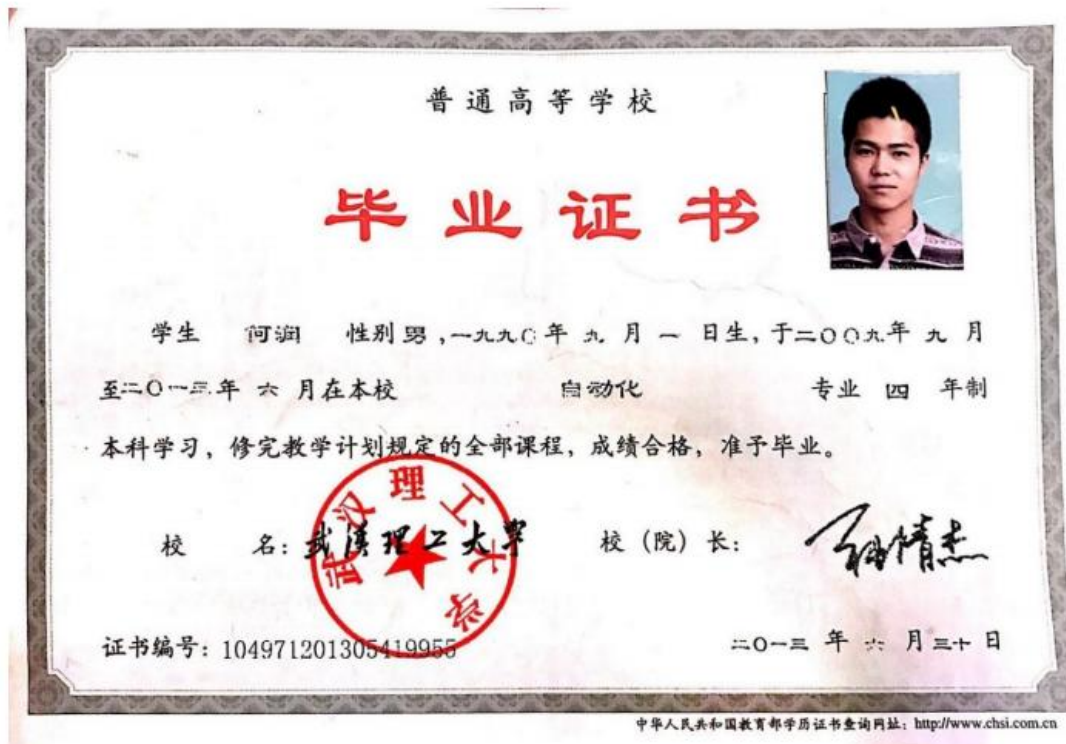 普通高等学校
毕业证书
学生 何润 性别男,一九九〇年 九 月 一 日生,于二〇〇九年 九 月
至二〇一三年 六 月在本校 自动化 专业 四 年制
本科学习,修完教学计划规定的全部课程,成绩合格,准予毕业。
校 名:武汉理工大学 校(院)长:
武汉理工大学
证书编号:104971201305419955 二〇一三 年 六 月三十日
中华人民共和国教育部学历证书查询网址:http://www.chsi.com.cn